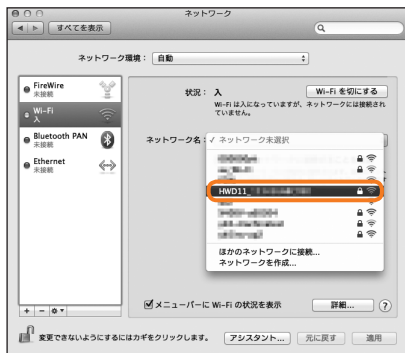 ネットワーク
すべてを表示
ネットワーク環境： 自動
FireWire
未接続
Wi-Fi
入
Bluetooth PAN
未接続
Ethernet
未接続
状況： 入
Wi-Fi を切にする
Wi-Fi は入になっていますが、ネットワークには接続され
ていません。
ネットワーク名：
✓ ネットワーク未選択
HWD11_
ほかのネットワークに接続...
ネットワークを作成...
メニューバーに Wi-Fi の状況を表示
詳細...
?
変更できないようにするにはカギをクリックします。
アシスタント...
元に戻す
適用